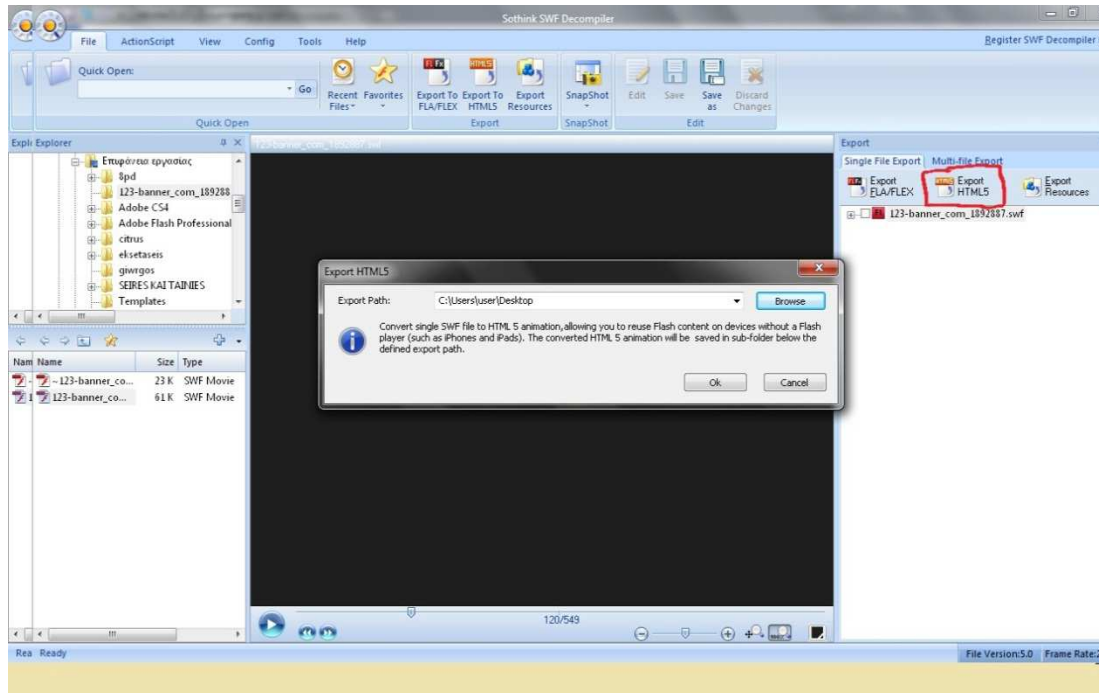 Sothink SWF Decompiler
File ActionScript View Config Tools Help
Register SWF Decompiler
Quick Open:
Go
Recent Files
Favorites
Export To FLA/FLEX
Export To HTML5
Export Resources
SnapShot
Edit
Save
Save as
Discard Changes
Quick Open
Export
SnapShot
Edit
Expl Explorer
123-banner_com_1892887.swf
Export
Επιφάνεια εργασίας
8pd
123-banner_com_189288
Adobe CS4
Adobe Flash Professional
citrus
eksetaseis
giwrgos
SEIRES KAI TAINIES
Templates
Single File Export Multi-file Export
Export FLA/FLEX
Export HTML5
Export Resources
123-banner_com_1892887.swf
Export HTML5
Export Path: C:\Users\user\Desktop Browse
Convert single SWF file to HTML 5 animation,allowing you to reuse Flash content on devices without a Flash
player (such as iPhones and iPads). The converted HTML 5 animation will be saved in sub-folder below the
defined export path.
Ok Cancel
Nam Name Size Type
~123-banner_co... 23 K SWF Movie
123-banner_co... 61 K SWF Movie
120/549
Rea Ready
File Version:5.0 Frame Rate:2